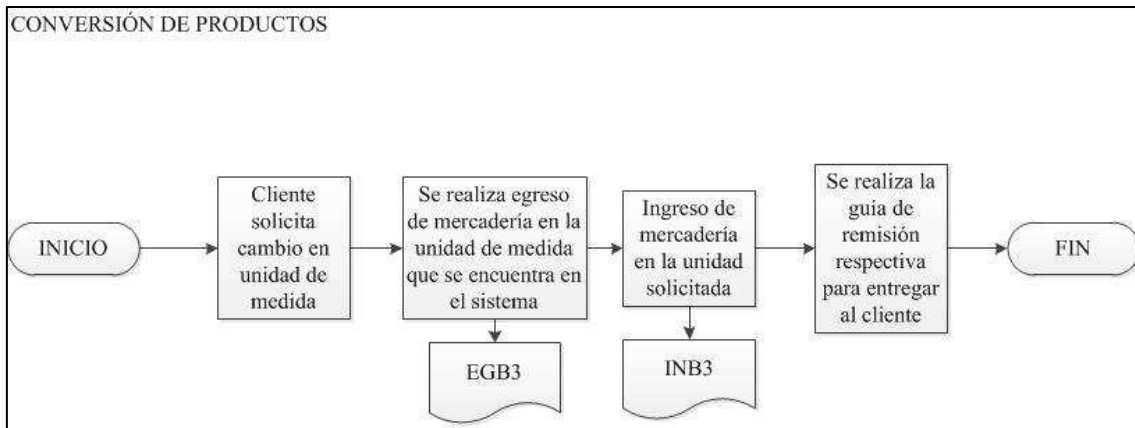 CONVERSIÓN DE PRODUCTOS
INICIO
Cliente
solicita
cambio en
unidad de
medida
Se realiza egreso
de mercadería en la
unidad de medida
que se encuentra en
el sistema
EGB3
Ingreso de
mercadería
en la unidad
solicitada
INB3
Se realiza la
guia de
remisión
respectiva
para entregar
al cliente
FIN